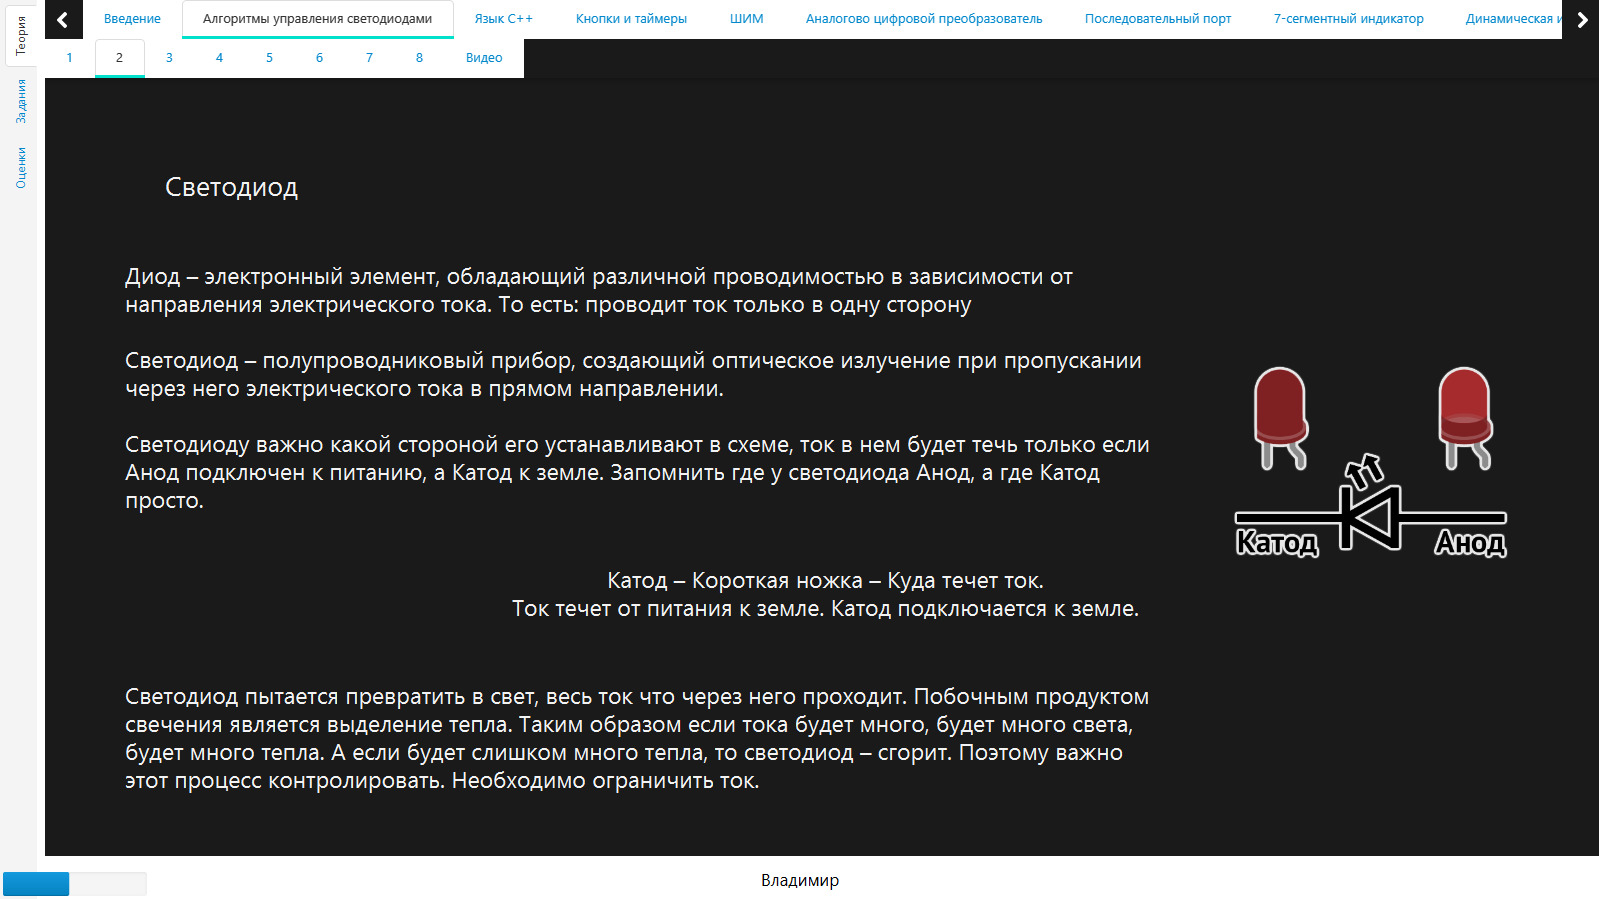 Теория
Задания
Оценки
Введение
Алгоритмы управления светодиодами
Язык C++
Кнопки и таймеры
ШИМ
Аналогово цифровой преобразователь
Последовательный порт
7-сегментный индикатор
Динамическая и
1 2 3 4 5 6 7 8 Видео
Светодиод
Диод – электронный элемент, обладающий различной проводимостью в зависимости от
направления электрического тока. То есть: проводит ток только в одну сторону
Светодиод – полупроводниковый прибор, создающий оптическое излучение при пропускании
через него электрического тока в прямом направлении.
Светодиоду важно какой стороной его устанавливают в схеме, ток в нем будет течь только если
Анод подключен к питанию, а Катод к земле. Запомнить где у светодиода Анод, а где Катод
просто.
Катод
Анод
Катод – Короткая ножка – Куда течет ток.
Ток течет от питания к земле. Катод подключается к земле.
Светодиод пытается превратить в свет, весь ток что через него проходит. Побочным продуктом
свечения является выделение тепла. Таким образом если тока будет много, будет много света,
будет много тепла. А если будет слишком много тепла, то светодиод – сгорит. Поэтому важно
этот процесс контролировать. Необходимо ограничить ток.
Владимир